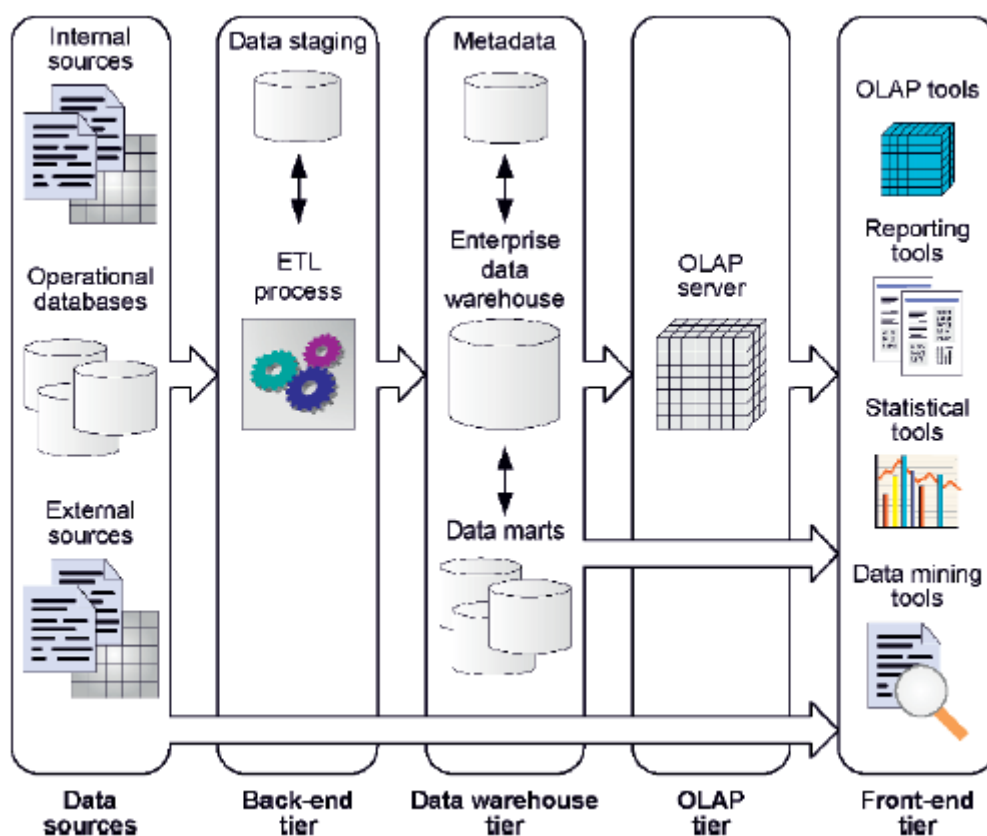 Internal
sources
Operational
databases
External
sources
Data
sources
Data staging
ETL
process
Back-end
tier
Metadata
Enterprise
data
warehouse
Data marts
Data warehouse
tier
OLAP
server
OLAP
tier
OLAP tools
Reporting
tools
Statistical
tools
Data mining
tools
Front-end
tier